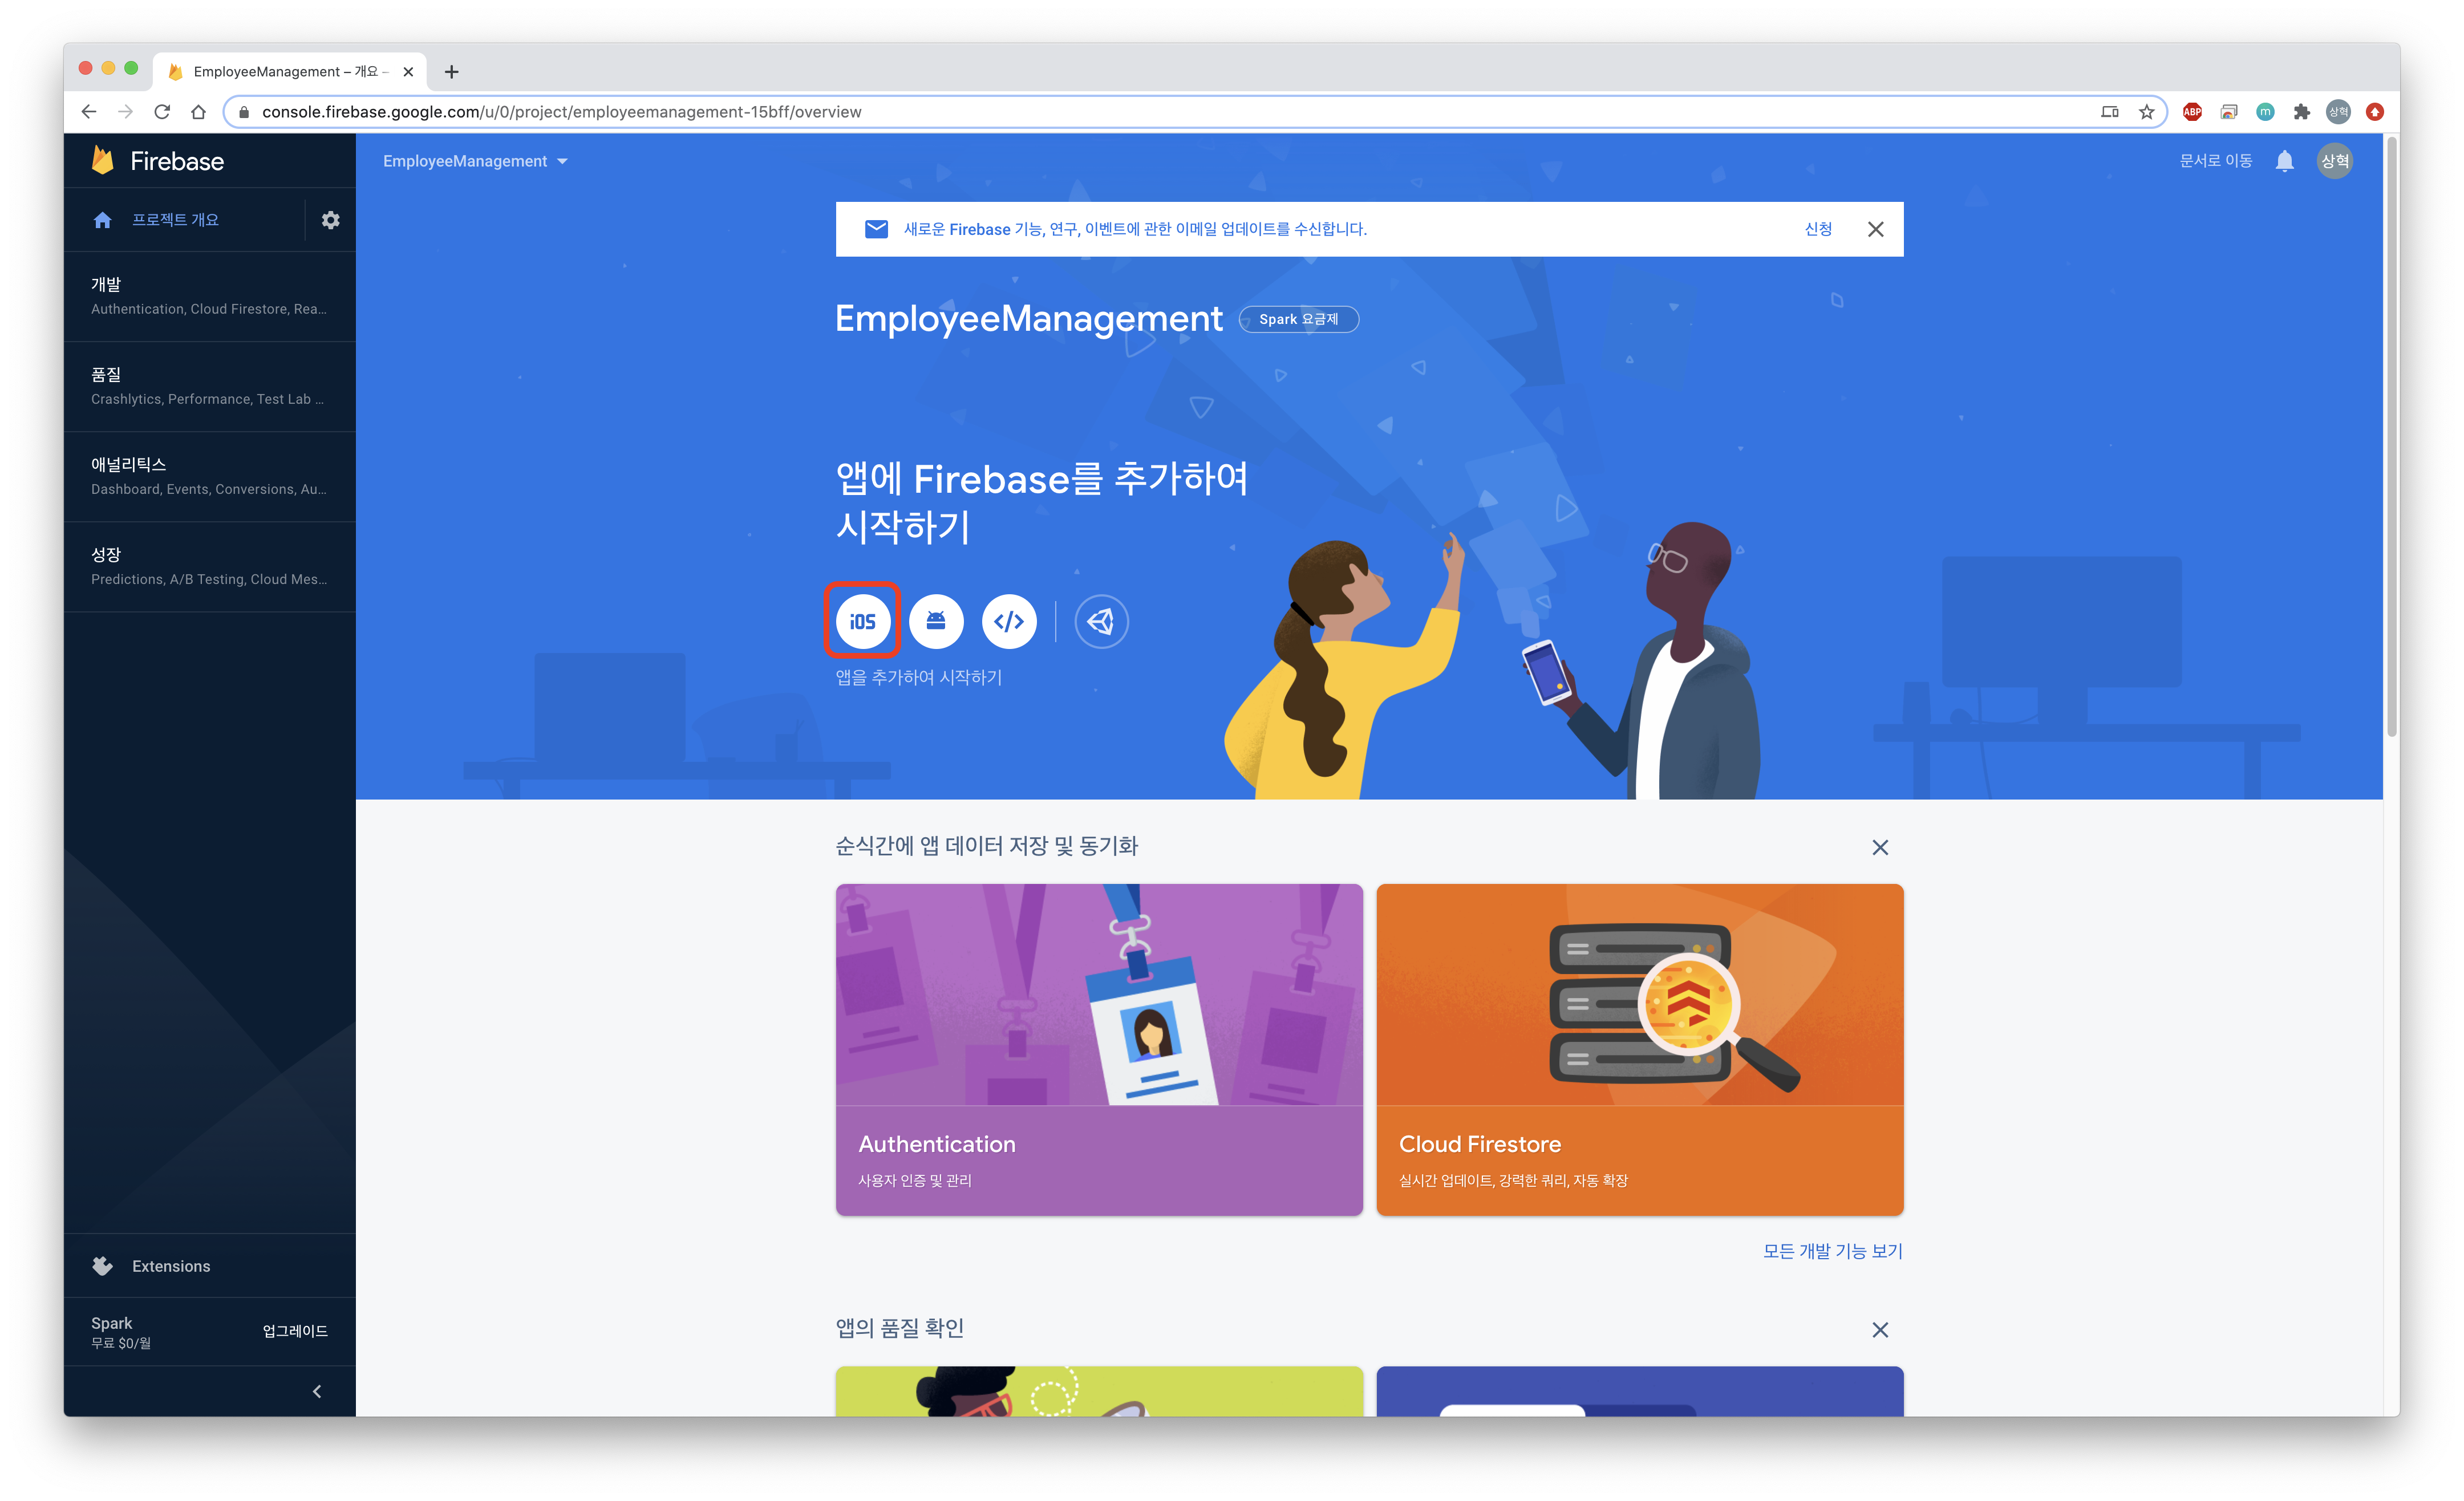 EmployeeManagement – 개요 –
console.firebase.google.com/u/0/project/employeemanagement-15bff/overview
ABP
m
상혁
Firebase
EmployeeManagement
문서로 이동
상혁
프로젝트 개요
새로운 Firebase 기능, 연구, 이벤트에 관한 이메일 업데이트를 수신합니다.
신청
개발
Authentication, Cloud Firestore, Rea...
EmployeeManagement
Spark 요금제
품질
Crashlytics, Performance, Test Lab ...
애널리틱스
Dashboard, Events, Conversions, Au...
앱에 Firebase를 추가하여
시작하기
성장
Predictions, A/B Testing, Cloud Mes...
iOS
앱을 추가하여 시작하기
순식간에 앱 데이터 저장 및 동기화
Authentication
사용자 인증 및 관리
Cloud Firestore
실시간 업데이트, 강력한 쿼리, 자동 확장
모든 개발 기능 보기
Extensions
Spark
무료 $0/월
업그레이드
앱의 품질 확인